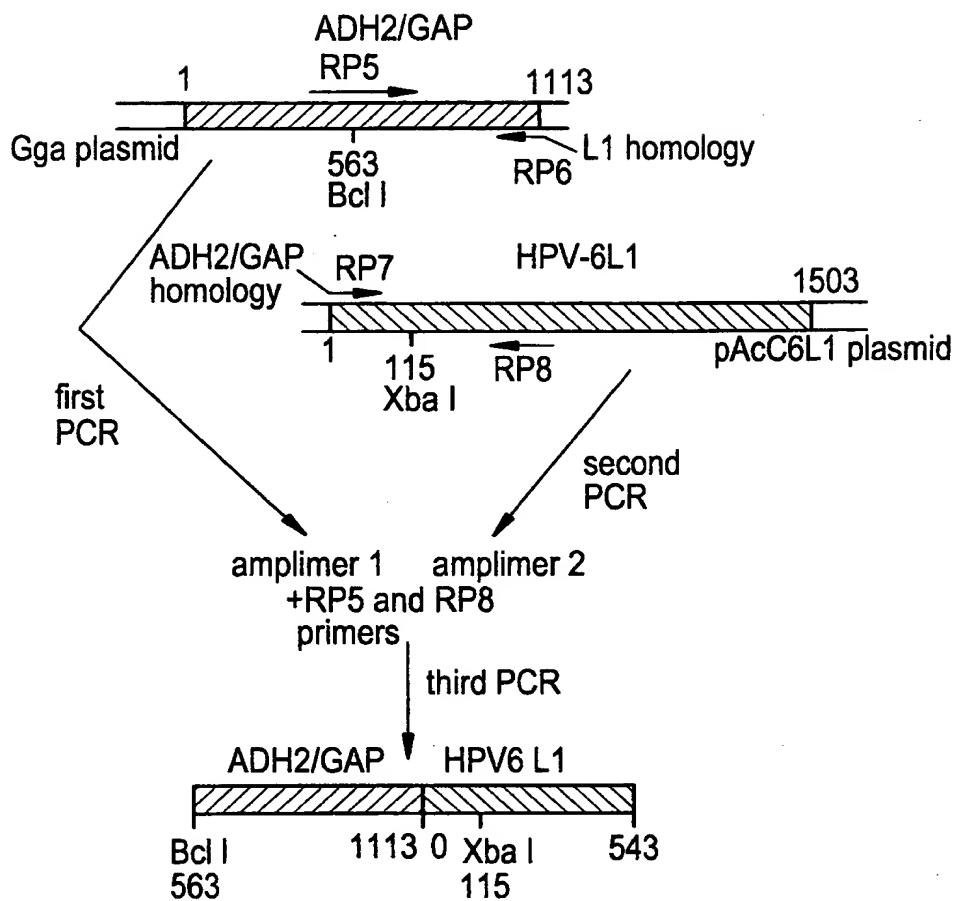 ADH2/GAP
RP5
1
1113
Gga plasmid
563
Bcl I
L1 homology
RP6
ADH2/GAP
homology
RP7
HPV-6L1
1503
1
115
Xba I
RP8
pAcC6L1 plasmid
first
PCR
second
PCR
amplimer 1 amplimer 2
+RP5 and RP8
primers
third PCR
ADH2/GAP HPV6 L1
Bcl I
563
1113
0
Xba I
115
543